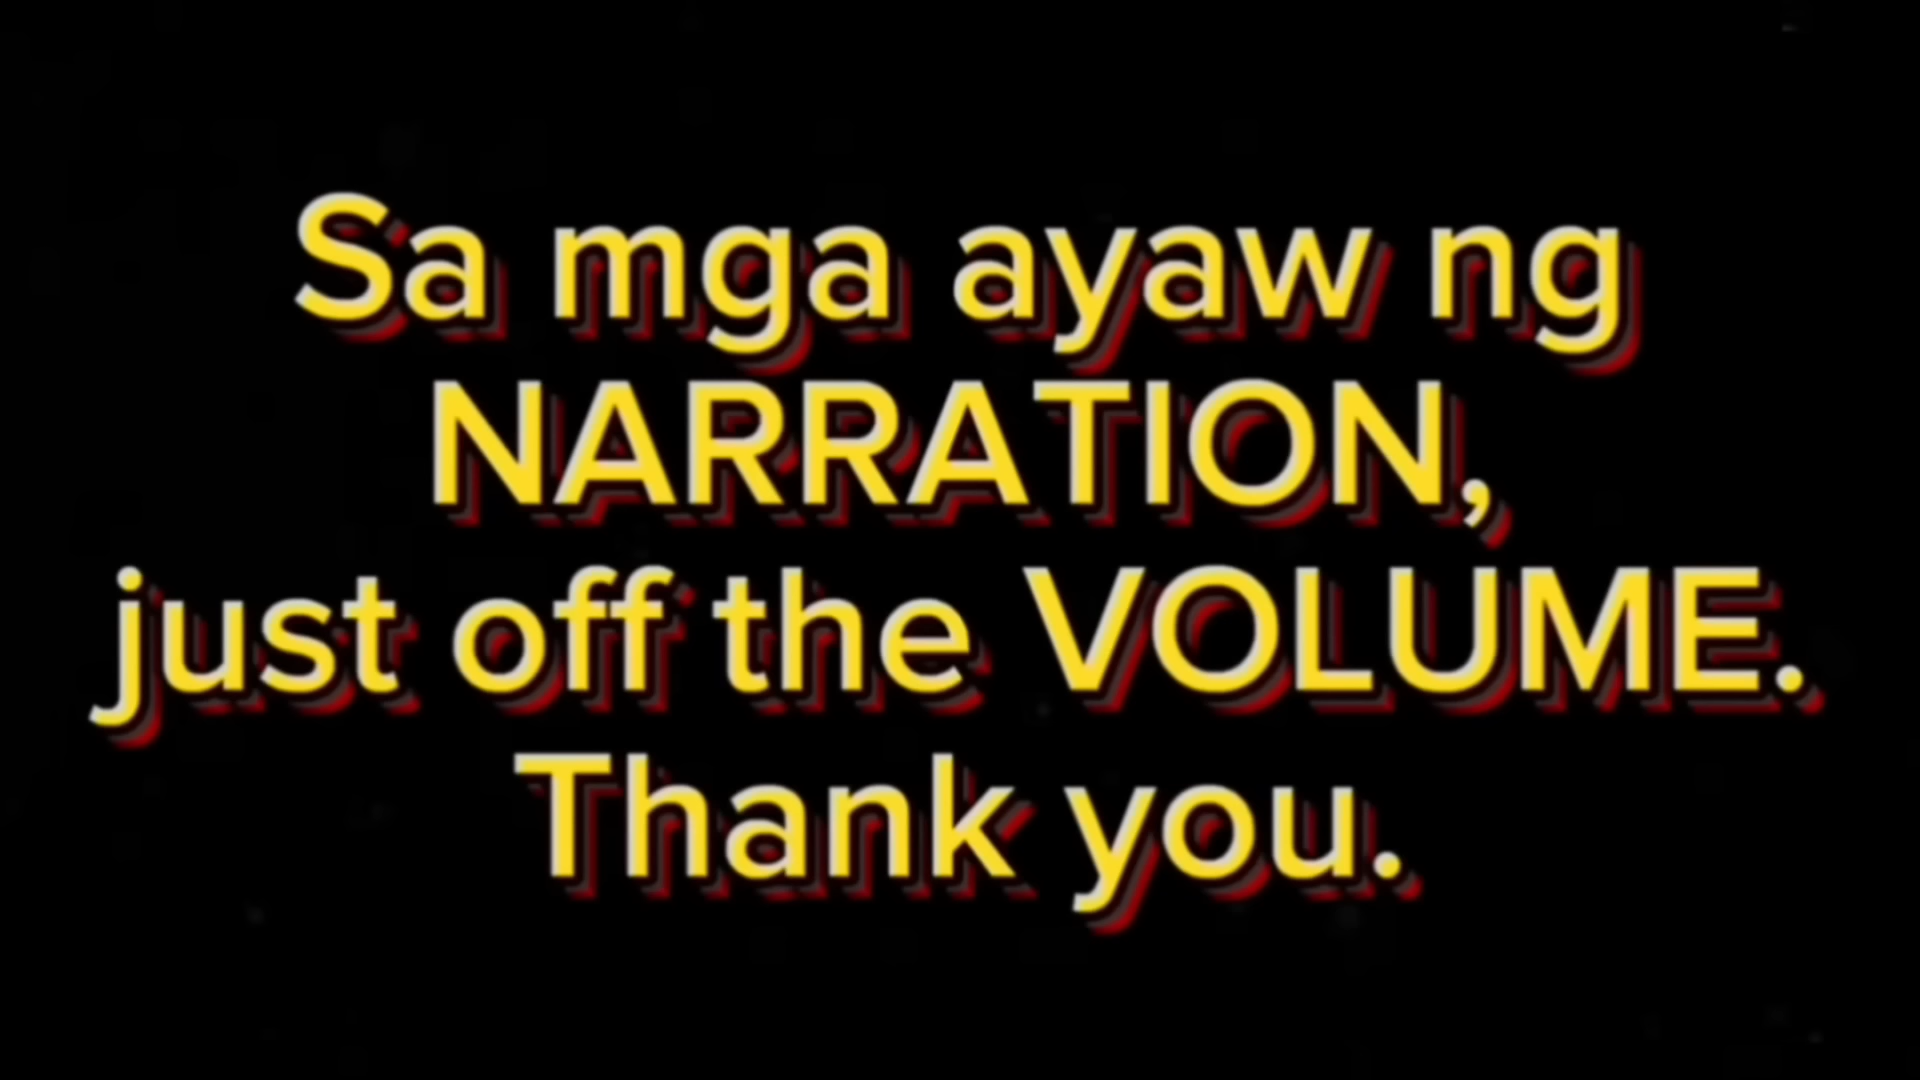 Sa mga ayaw ng
NARRATION,
just off the VOLUME.
Thank you.